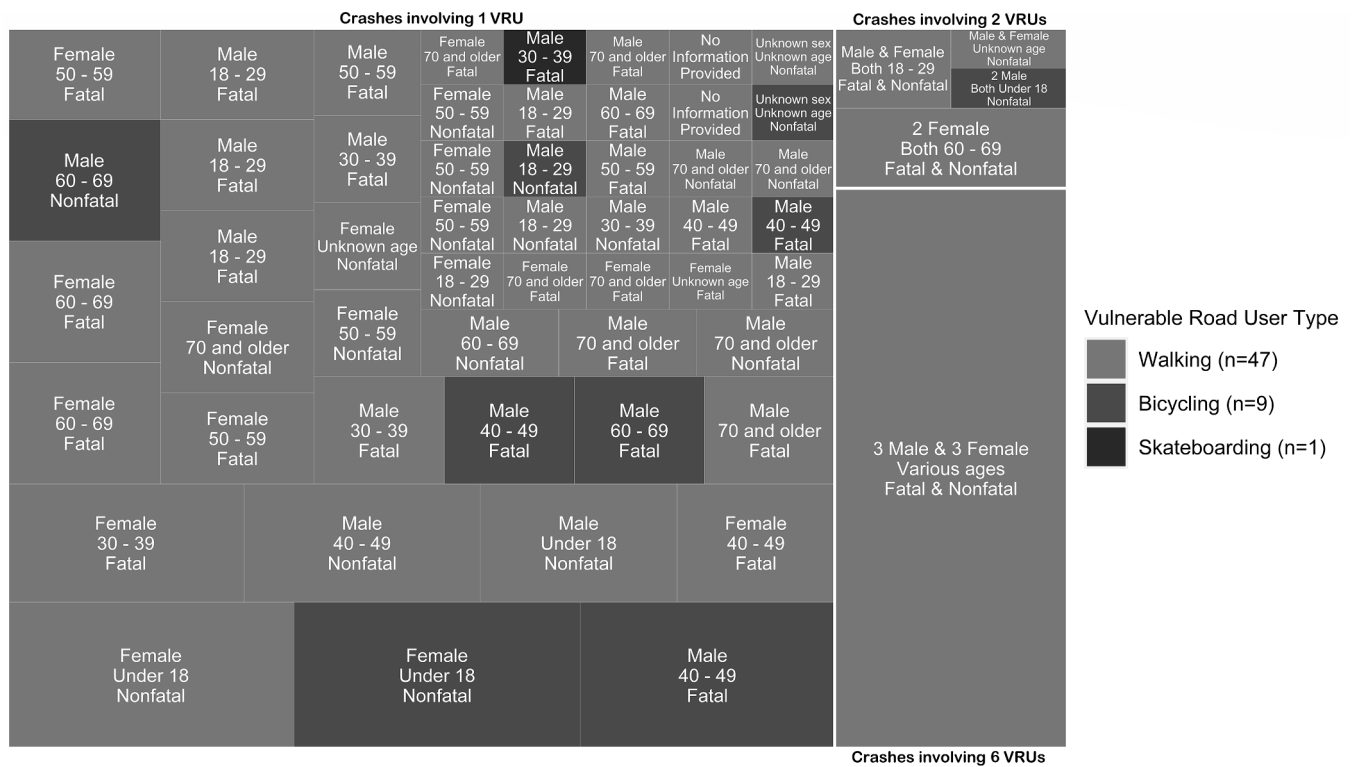 Crashes involving 1 VRU
Female
50 - 59
Fatal
Male
60 - 69
Nonfatal
Female
60 - 69
Fatal
Female
60 - 69
Fatal
Male
18 - 29
Fatal
Male
18 - 29
Fatal
Male
18 - 29
Fatal
Female
70 and older
Nonfatal
Female
50 - 59
Fatal
Male
50 - 59
Fatal
Male
30 - 39
Fatal
Female
Unknown age
Nonfatal
Female
50 - 59
Nonfatal
Female
70 and older
Fatal
Male
30 - 39
Fatal
Male
70 and older
Fatal
No
Information
Provided
Unknown sex
Unknown age
Nonfatal
Female
50 - 59
Nonfatal
Male
18 - 29
Fatal
Male
60 - 69
Fatal
No
Information
Provided
Unknown sex
Unknown age
Nonfatal
Female
50 - 59
Nonfatal
Male
18 - 29
Nonfatal
Male
50 - 59
Fatal
Male
70 and older
Nonfatal
Male
70 and older
Nonfatal
Female
50 - 59
Nonfatal
Male
18 - 29
Nonfatal
Male
30 - 39
Nonfatal
Male
40 - 49
Fatal
Male
40 - 49
Fatal
Female
18 - 29
Nonfatal
Female
70 and older
Fatal
Female
70 and older
Fatal
Female
Unknown age
Fatal
Male
18 - 29
Fatal
Male
60 - 69
Nonfatal
Male
70 and older
Fatal
Male
70 and older
Nonfatal
Male
30 - 39
Fatal
Male
40 - 49
Fatal
Male
60 - 69
Fatal
Male
70 and older
Fatal
Female
30 - 39
Fatal
Male
40 - 49
Nonfatal
Male
Under 18
Nonfatal
Female
40 - 49
Fatal
Female
Under 18
Nonfatal
Female
Under 18
Nonfatal
Male
40 - 49
Fatal
Crashes involving 2 VRUs
Male & Female
Both 18 - 29
Fatal & Nonfatal
Male & Female
Unknown age
Nonfatal
2 Male
Both Under 18
Nonfatal
2 Female
Both 60 - 69
Fatal & Nonfatal
3 Male & 3 Female
Various ages
Fatal & Nonfatal
Crashes involving 6 VRUs
Vulnerable Road User Type
Walking (n=47)
Bicycling (n=9)
Skateboarding (n=1)